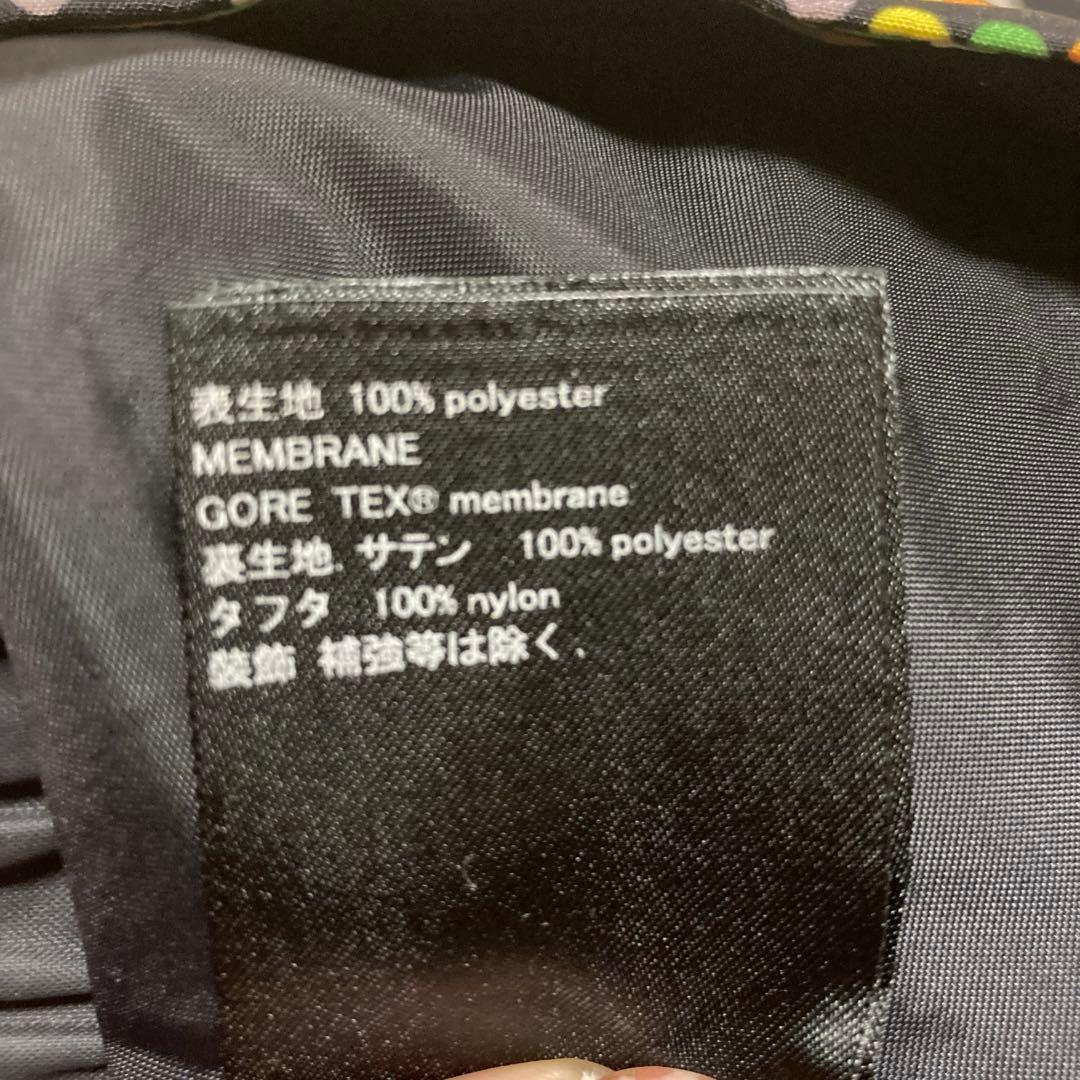 表生地 100% polyester
MEMBRANE
GORE TEX® membrane
裏生地. サテン 100% polyester
タフタ 100% nylon
装飾 補強等は除く.